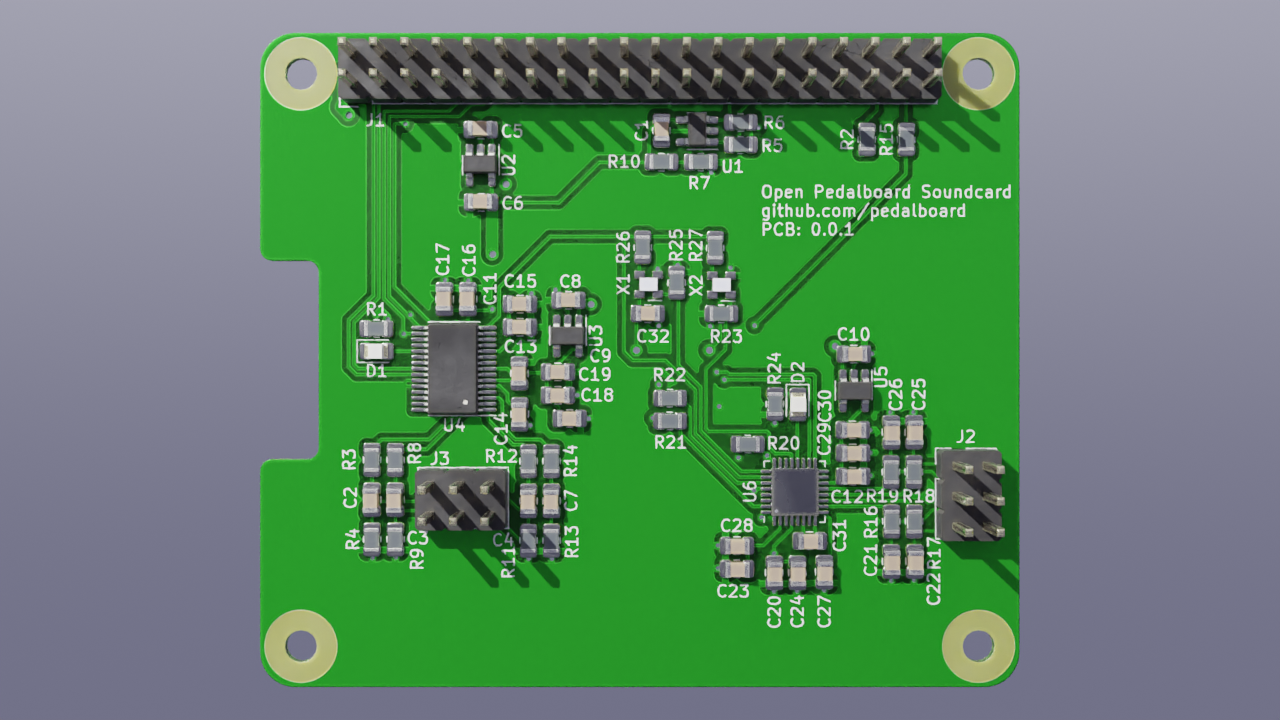 J1
C5
U2
C6
R6
R5
R10
R7
U1
R2
R15
Open Pedalboard Soundcard
github.com/pedalboard
PCB: 0.0.1
C17
C16
C11
C15
C8
R26
R25
R27
X1
X2
C32
R23
R1
D1
C13
U3
C9
C19
C18
C14
U4
C10
R24
D2
U5
C30
C26
C25
R22
R21
R20
C29
J2
R3
R8
J3
R12
R14
C2
C3
C4
C7
R4
R9
R11
R13
U6
C12
R19
R18
R16
R17
C28
C31
C21
C22
C23
C20
C24
C27